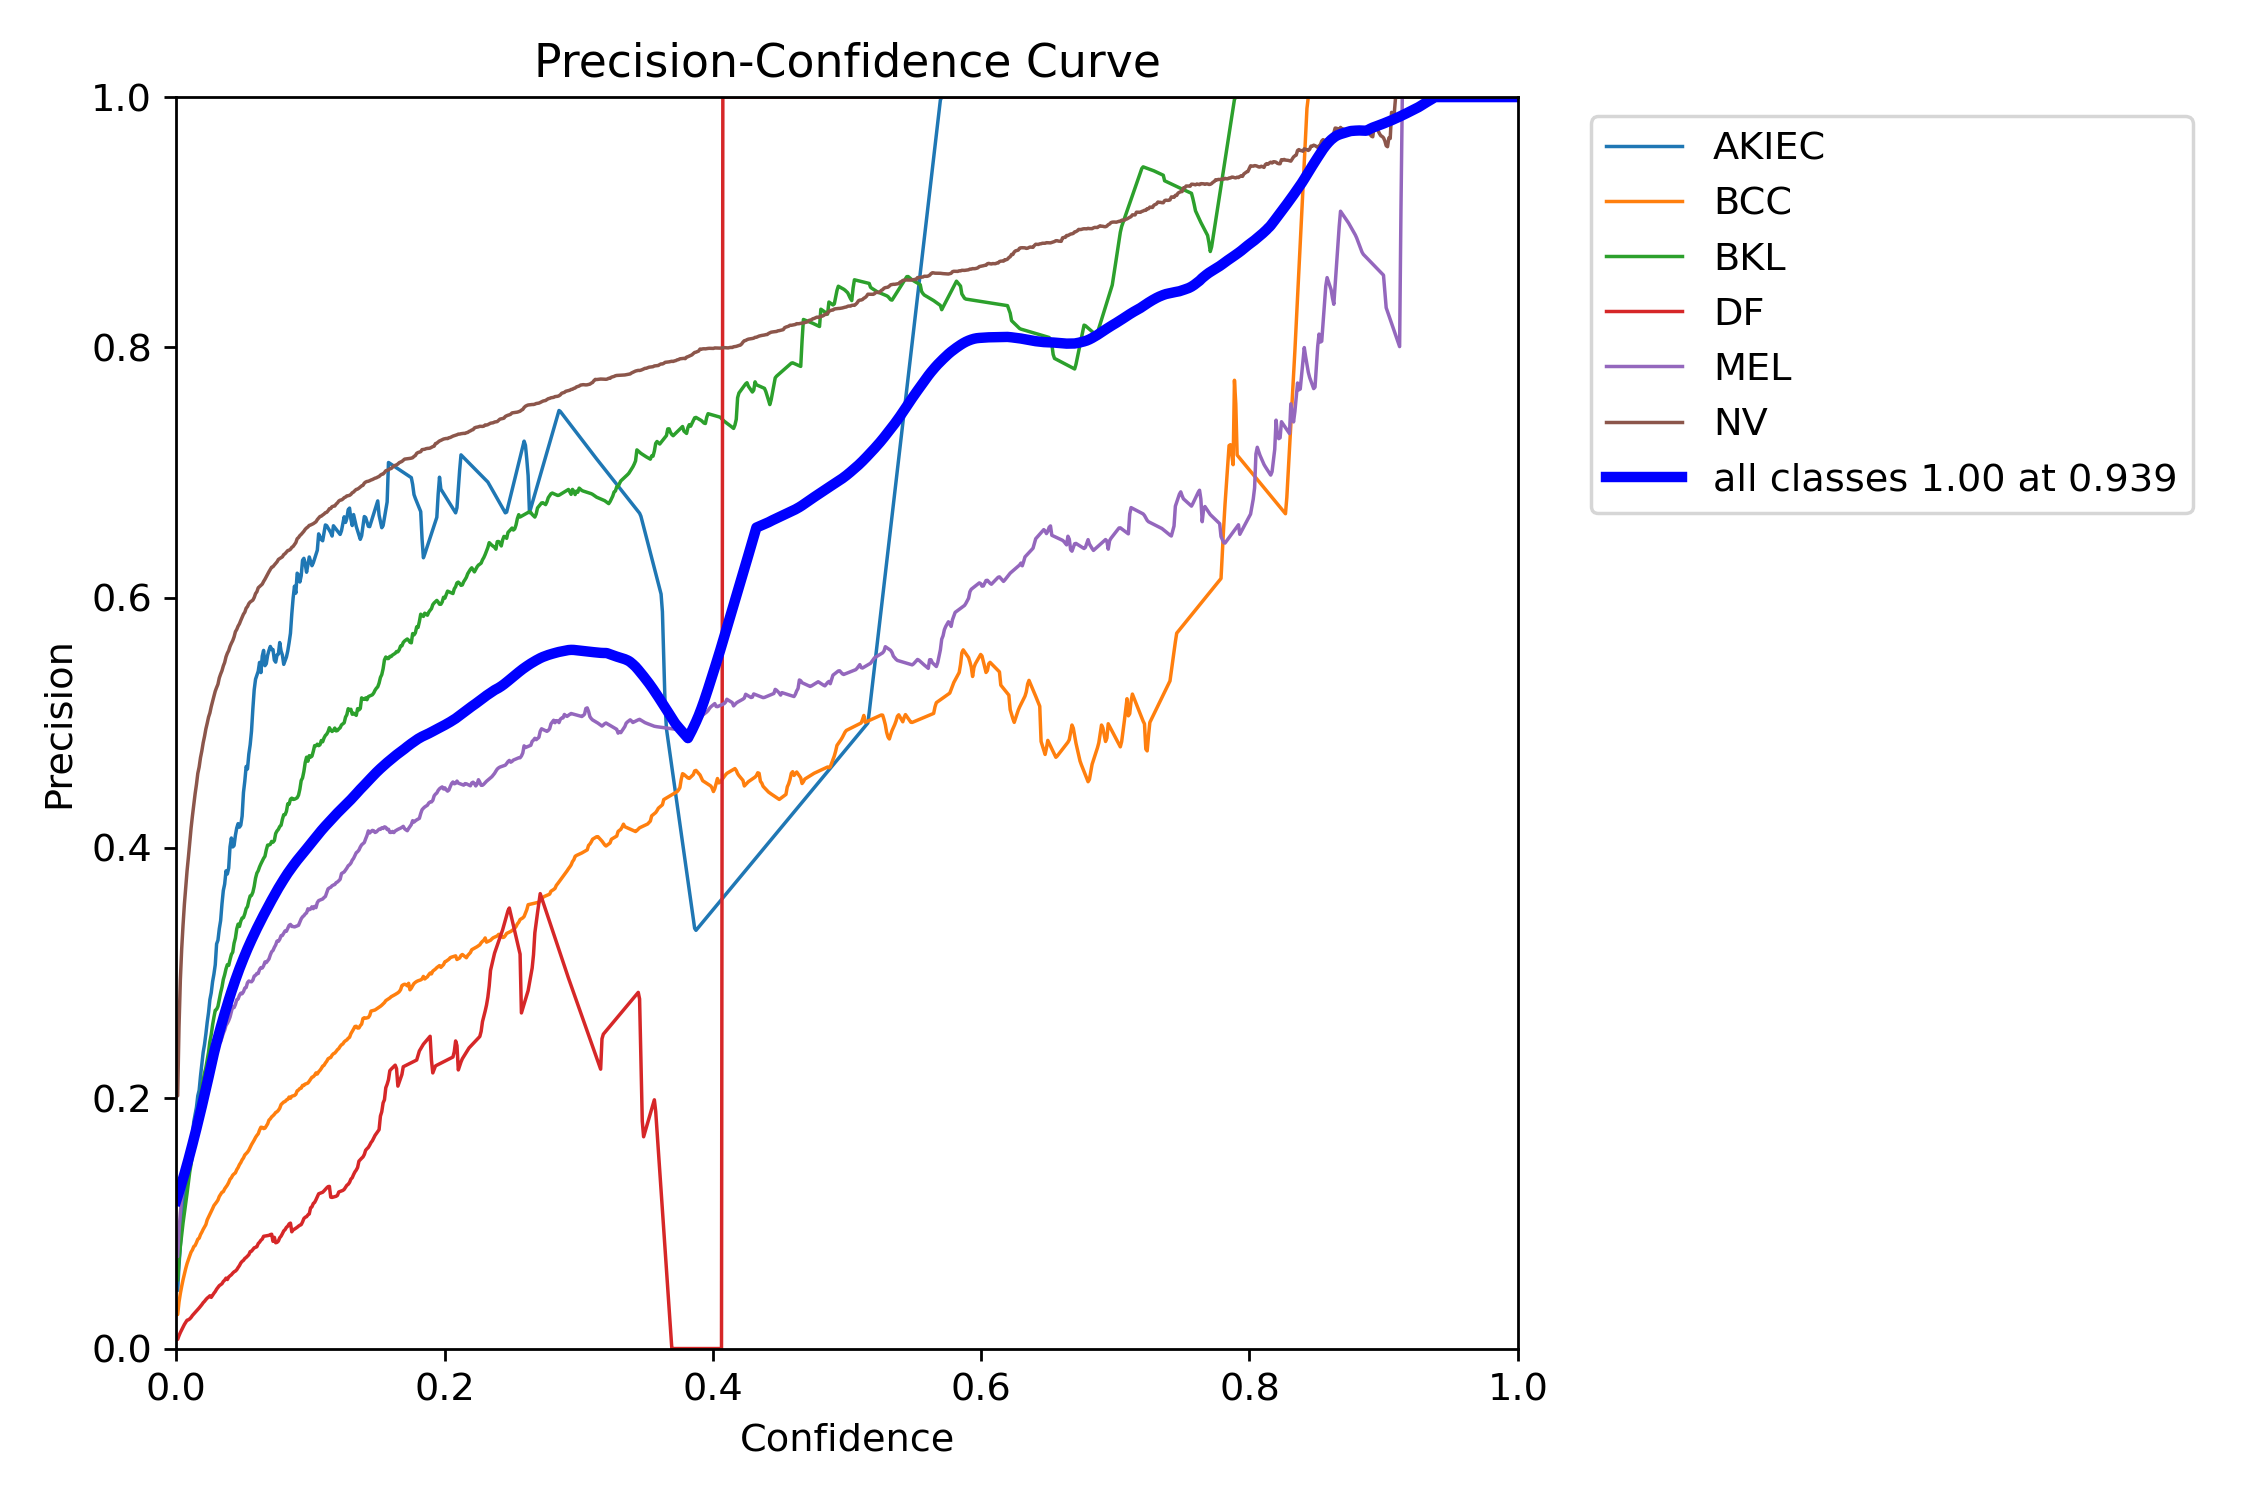 Precision-Confidence Curve
1.0
0.8
0.6
0.4
0.2
0.0
Precision
0.0 0.2 0.4 0.6 0.8 1.0
Confidence
AKIEC
BCC
BKL
DF
MEL
NV
all classes 1.00 at 0.939